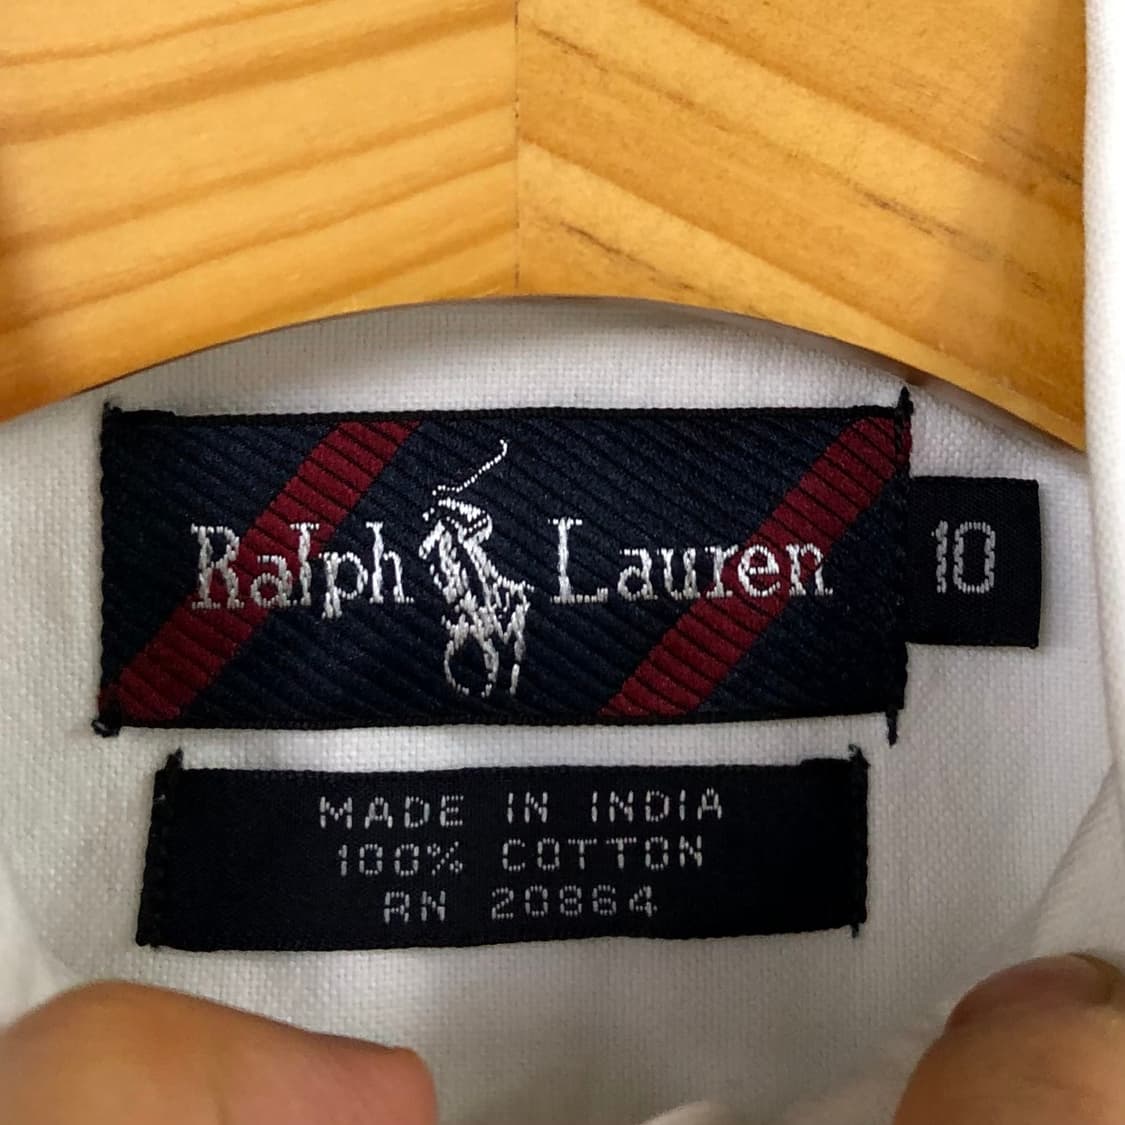 Ralph Lauren
10
MADE IN INDIA
100% COTTON
RN 20864